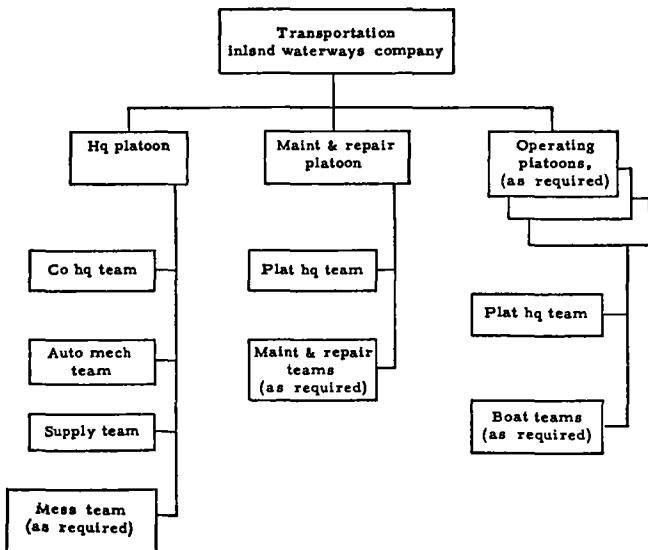 Transportation
inlsnd waterways company
Hq platoon
Maint & repair
platoon
Operating
platoons,
(as required)
Co hq team
Auto mech
team
Supply team
Mess team
(as required)
Plat hq team
Maint & repair
teams
(as required)
Plat hq team
Boat teams
(as required)